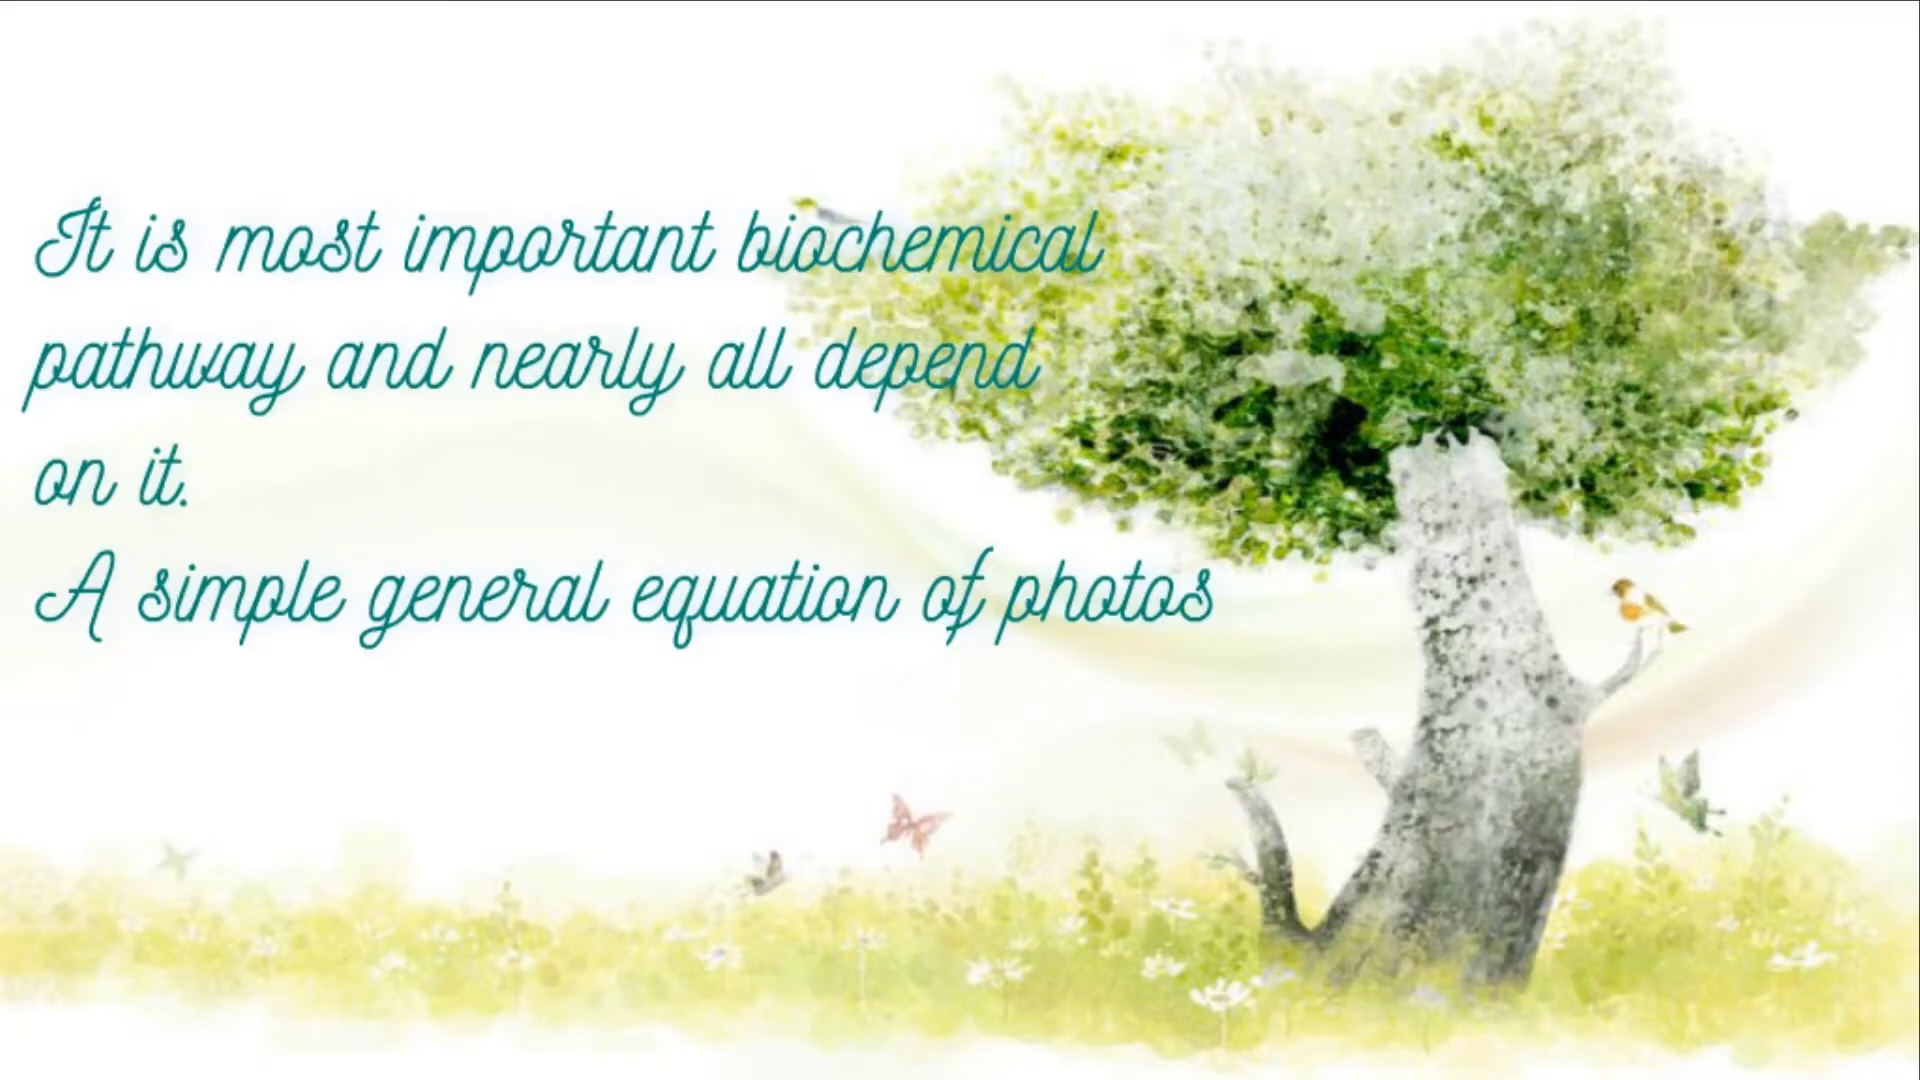 It is most important biochemical
pathway and nearly all depend
on it.
A simple general equation of photos